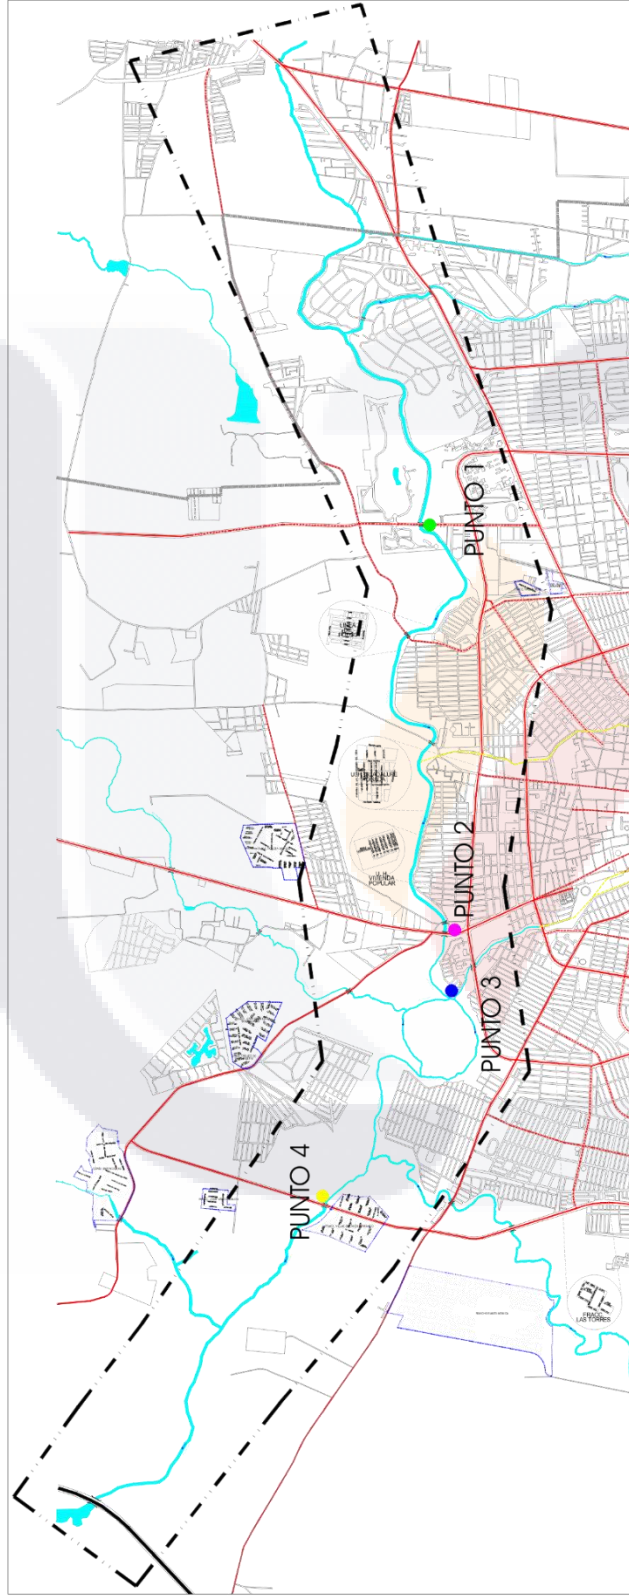 PUNTO 1
PUNTO 2
VIVIENDA
POPULAR
PUNTO 3
PUNTO 4
FRACC.
LAS TORRES